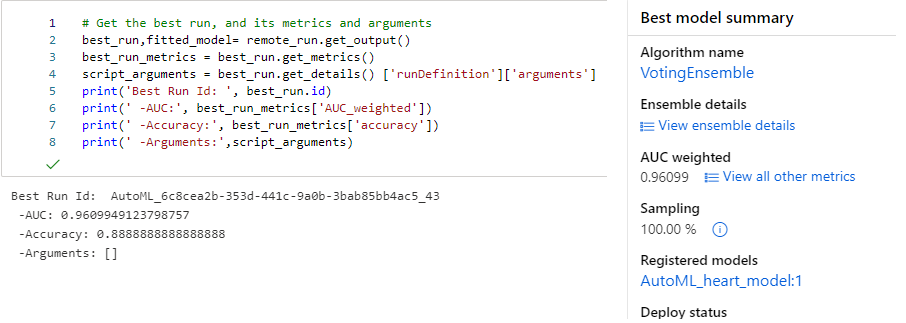 1 # Get the best run, and its metrics and arguments
2 best_run,fitted_model= remote_run.get_output()
3 best_run_metrics = best_run.get_metrics()
4 script_arguments = best_run.get_details() ['runDefinition']['arguments']
5 print('Best Run Id: ', best_run.id)
6 print(' -AUC:', best_run_metrics['AUC_weighted'])
7 print(' -Accuracy:', best_run_metrics['accuracy'])
8 print(' -Arguments:',script_arguments)
Best Run Id:  AutoML_6c8cea2b-353d-441c-9a0b-3bab85bb4ac5_43
-AUC: 0.9609949123798757
-Accuracy: 0.8888888888888888
-Arguments: []
Best model summary
Algorithm name
VotingEnsemble
Ensemble details
View ensemble details
AUC weighted
0.96099 View all other metrics
Sampling
100.00 %
Registered models
AutoML_heart_model:1
Deploy status